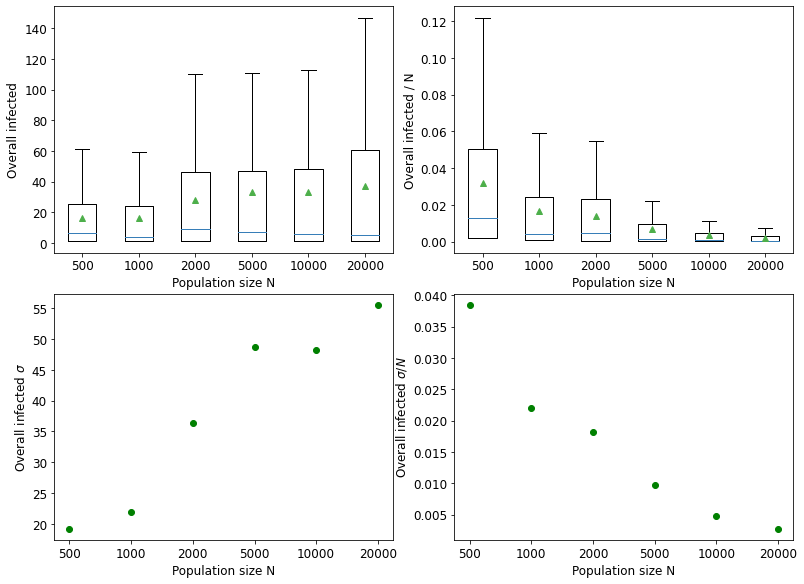 Overall infected
140
120
100
80
60
40
20
0
500 1000 2000 5000 10000 20000
Population size N
Overall infected / N
0.12
0.10
0.08
0.06
0.04
0.02
0.00
500 1000 2000 5000 10000 20000
Population size N
Overall infected σ
55
50
45
40
35
30
25
20
500 1000 2000 5000 10000 20000
Population size N
Overall infected σ/N
0.040
0.035
0.030
0.025
0.020
0.015
0.010
0.005
500 1000 2000 5000 10000 20000
Population size N